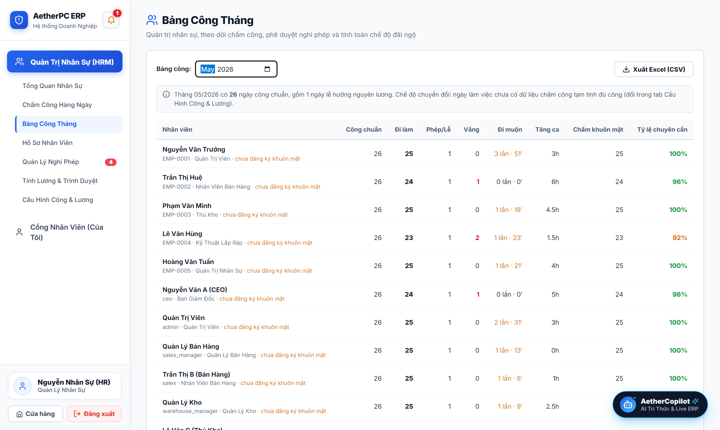 AetherPC ERP
Hệ thống Doanh Nghiệp
1
Quản Trị Nhân Sự (HRM)
Tổng Quan Nhân Sự
Chấm Công Hàng Ngày
Bảng Công Tháng
Hồ Sơ Nhân Viên
Quản Lý Nghỉ Phép
4
Tính Lương & Trình Duyệt
Cấu Hình Công & Lương
Cổng Nhân Viên (Của
Tôi)
Nguyễn Nhân Sự (HR)
Quản Lý Nhân Sự
Cửa hàng
Đăng xuất
Bảng Công Tháng
Quản trị nhân sự, theo dõi chấm công, phê duyệt nghỉ phép và tính toán chế độ đãi ngộ
Bảng công:
May 2026
Xuất Excel (CSV)
Tháng 05/2026 có 26 ngày công chuẩn, gồm 1 ngày lễ hưởng nguyên lương. Chế độ chuyển đổi: ngày làm việc chưa có dữ liệu chấm công tạm tính đủ công (đổi trong tab Cấu
Hình Công & Lương).
Nhân viên Công chuẩn Đi làm Phép/Lễ Vắng Đi muộn Tăng ca Chấm khuôn mặt Tỷ lệ chuyên cần
Nguyễn Văn Trường
EMP-0001 · Quản Trị Viên · chưa đăng ký khuôn mặt
26 25 1 0 3 lần · 51' 3h 25 100%
Trần Thị Huệ
EMP-0002 · Nhân Viên Bán Hàng · chưa đăng ký khuôn mặt
26 24 1 1 0 lần · 0' 6h 24 96%
Phạm Văn Minh
EMP-0003 · Thủ Kho · chưa đăng ký khuôn mặt
26 25 1 0 1 lần · 18' 4.5h 25 100%
Lê Văn Hùng
EMP-0004 · Kỹ Thuật Lắp Ráp · chưa đăng ký khuôn mặt
26 23 1 2 1 lần · 23' 1.5h 23 92%
Hoàng Văn Tuấn
EMP-0005 · Quản Trị Nhân Sự · chưa đăng ký khuôn mặt
26 25 1 0 1 lần · 21' 4h 25 100%
Nguyễn Văn A (CEO)
ceo · Ban Giám Đốc · chưa đăng ký khuôn mặt
26 24 1 1 0 lần · 0' 5h 24 96%
Quản Trị Viên
admin · Quản Trị Viên · chưa đăng ký khuôn mặt
26 25 1 0 2 lần · 31' 3h 25 100%
Quản Lý Bán Hàng
sales_manager · Quản Lý Bán Hàng · chưa đăng ký khuôn mặt
26 25 1 0 1 lần · 13' 0h 25 100%
Trần Thị B (Bán Hàng)
sales · Nhân Viên Bán Hàng · chưa đăng ký khuôn mặt
26 25 1 0 1 lần · 6' 1h 25 100%
Quản Lý Kho
warehouse_manager · Quản Lý Kho · chưa đăng ký khuôn mặt
26 25 1 0 1 lần · 9' 2.5h
AetherCopilot
AI Tri Thức & Live ERP